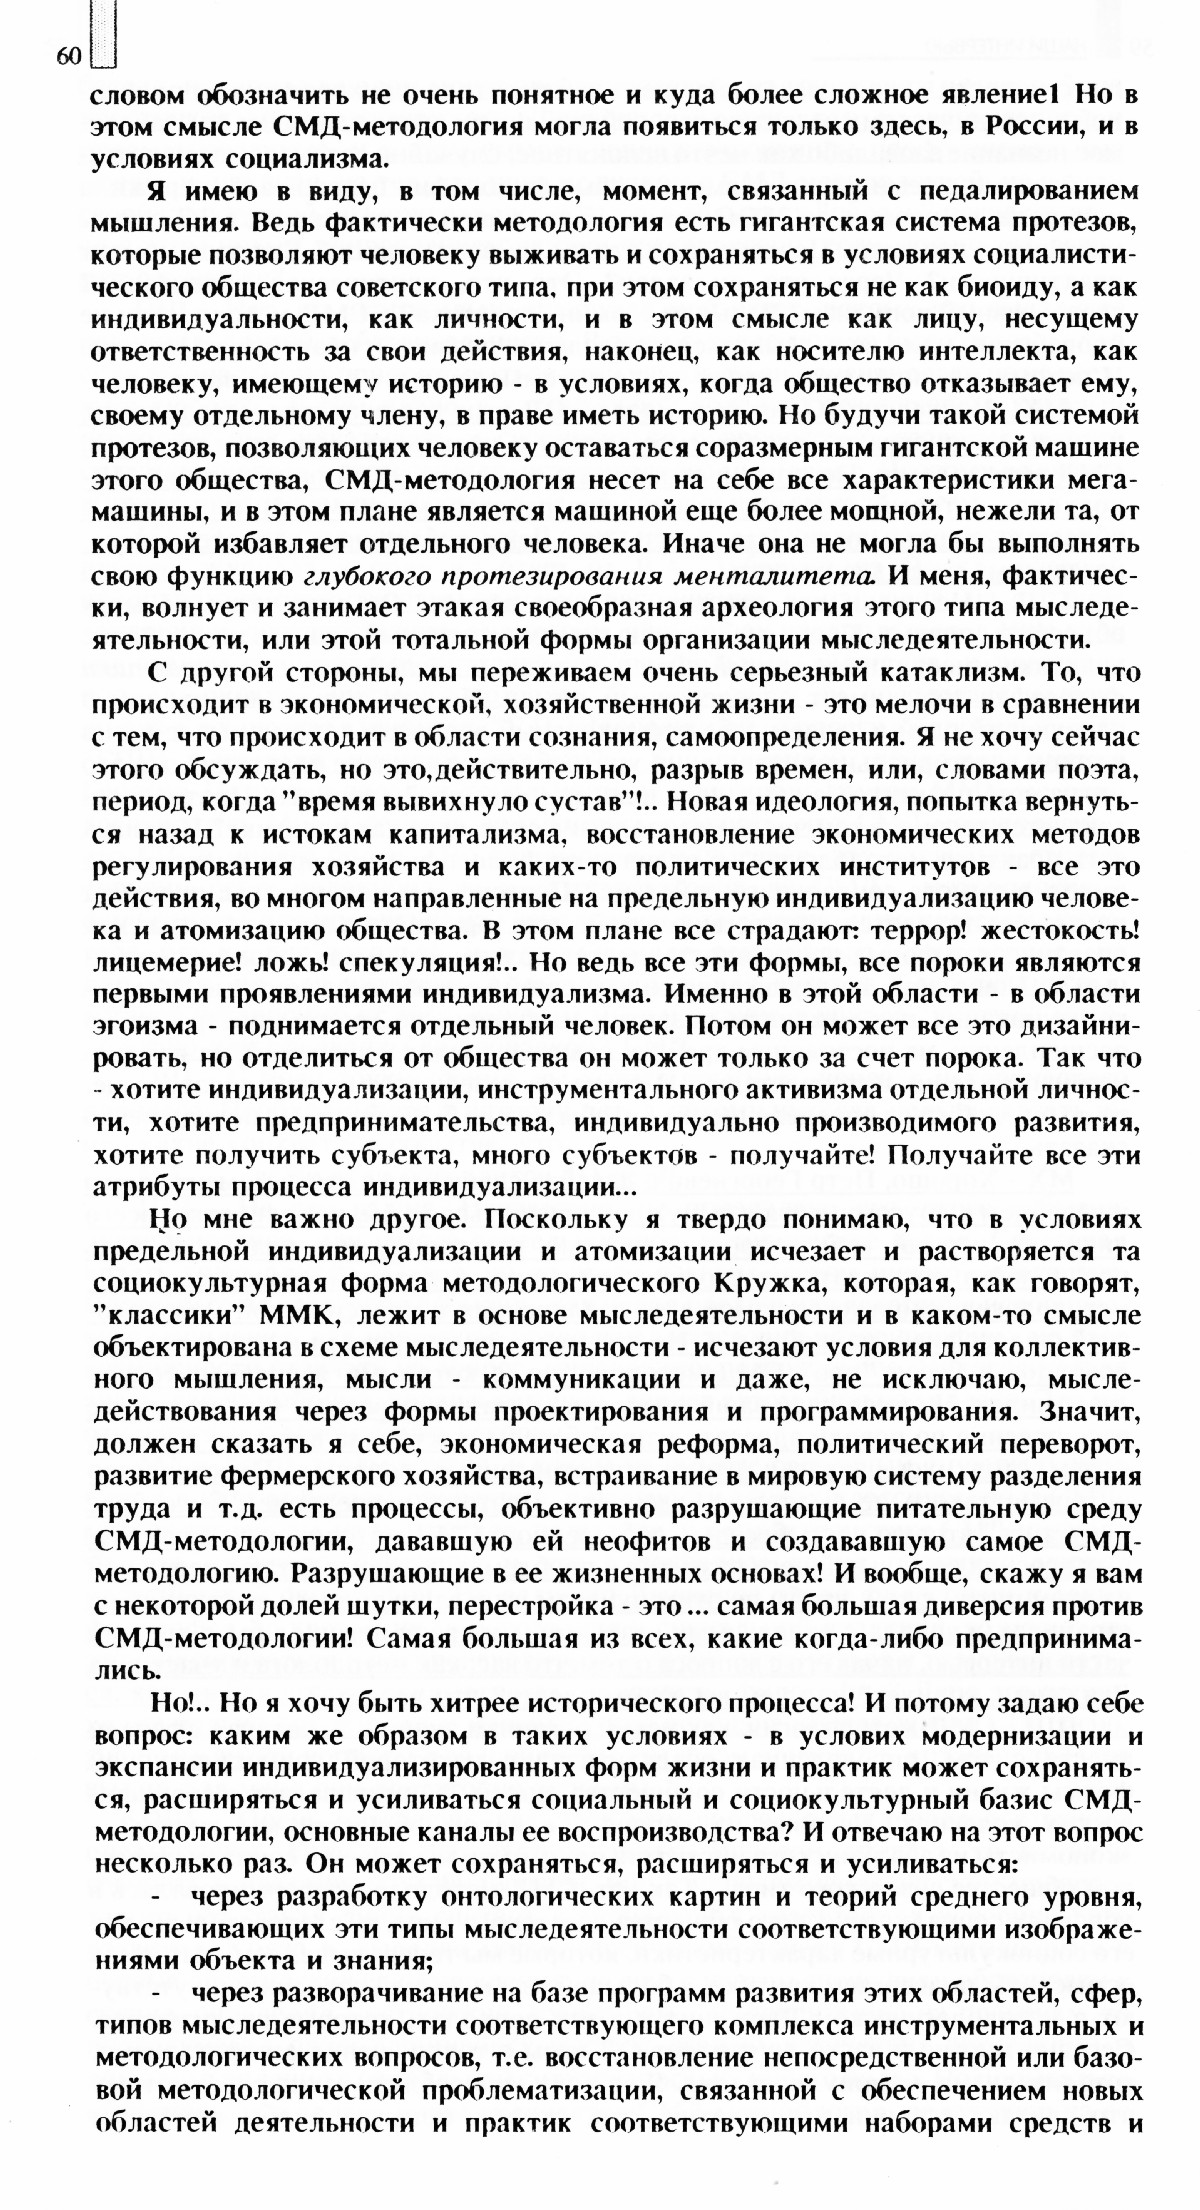 60
словом обозначить не очень понятное и куда более сложное явление1 Но в
этом смысле СМД-методология могла появиться только здесь, в России, и в
условиях социализма.
Я имею в виду, в том числе, момент, связанный с педалированием
мышления. Ведь фактически методология есть гигантская система протезов,
которые позволяют человеку выживать и сохраняться в условиях социалисти-
ческого общества советского типа, при этом сохраняться не как биоиду, а как
индивидуальности, как личности, и в этом смысле как лицу, несущему
ответственность за свои действия, наконец, как носителю интеллекта, как
человеку, имеющему историю - в условиях, когда общество отказывает ему,
своему отдельному члену, в праве иметь историю. Но будучи такой системой
протезов, позволяющих человеку оставаться соразмерным гигантской машине
этого общества, СМД-методология несет на себе все характеристики мега-
машины, и в этом плане является машиной еще более мощной, нежели та, от
которой избавляет отдельного человека. Иначе она не могла бы выполнять
свою функцию глубокого протезирования менталитета. И меня, фактичес-
ки, волнует и занимает этакая своеобразная археология этого типа мыследе-
ятельности, или этой тотальной формы организации мыследеятельности.
С другой стороны, мы переживаем очень серьезный катаклизм. То, что
происходит в экономической, хозяйственной жизни - это мелочи в сравнении
с тем, что происходит в области сознания, самоопределения. Я не хочу сейчас
этого обсуждать, но это,действительно, разрыв времен, или, словами поэта,
период, когда "время вывихнуло сустав"!.. Новая идеология, попытка вернуть-
ся назад к истокам капитализма, восстановление экономических методов
регулирования хозяйства и каких-то политических институтов - все это
действия, во многом направленные на предельную индивидуализацию челове-
ка и атомизацию общества. В этом плане все страдают: террор! жестокость!
лицемерие! ложь! спекуляция!.. Но ведь все эти формы, все пороки являются
первыми проявлениями индивидуализма. Именно в этой области - в области
эгоизма - поднимается отдельный человек. Потом он может все это дизайни-
ровать, но отделиться от общества он может только за счет порока. Так что
- хотите индивидуализации, инструментального активизма отдельной личнос-
ти, хотите предпринимательства, индивидуально производимого развития,
хотите получить субъекта, много субъектов - получайте! Получайте все эти
атрибуты процесса индивидуализации...
Но мне важно другое. Поскольку я твердо понимаю, что в условиях
предельной индивидуализации и атомизации исчезает и растворяется та
социокультурная форма методологического Кружка, которая, как говорят,
"классики" ММК, лежит в основе мыследеятельности и в каком-то смысле
объектирована в схеме мыследеятельности - исчезают условия для коллектив-
ного мышления, мысли - коммуникации и даже, не исключаю, мысле-
действования через формы проектирования и программирования. Значит,
должен сказать я себе, экономическая реформа, политический переворот,
развитие фермерского хозяйства, встраивание в мировую систему разделения
труда и т.д. есть процессы, объективно разрушающие питательную среду
СМД-методологии, дававшую ей неофитов и создававшую самое СМД-
методологию. Разрушающие в ее жизненных основах! И вообще, скажу я вам
с некоторой долей шутки, перестройка - это ... самая большая диверсия против
СМД-методологии! Самая большая из всех, какие когда-либо предпринима-
лись.
Но!.. Но я хочу быть хитрее исторического процесса! И потому задаю себе
вопрос: каким же образом в таких условиях - в услових модернизации и
экспансии индивидуализированных форм жизни и практик может сохранять-
ся, расширяться и усиливаться социальный и социокультурный базис СМД-
методологии, основные каналы ее воспроизводства? И отвечаю на этот вопрос
несколько раз. Он может сохраняться, расширяться и усиливаться:
- через разработку онтологических картин и теорий среднего уровня,
обеспечивающих эти типы мыследеятельности соответствующими изображе-
ниями объекта и знания;
- через разворачивание на базе программ развития этих областей, сфер,
типов мыследеятельности соответствующего комплекса инструментальных и
методологических вопросов, т.е. восстановление непосредственной или базо-
вой методологической проблематизации, связанной с обеспечением новых
областей деятельности и практик соответствующими наборами средств и